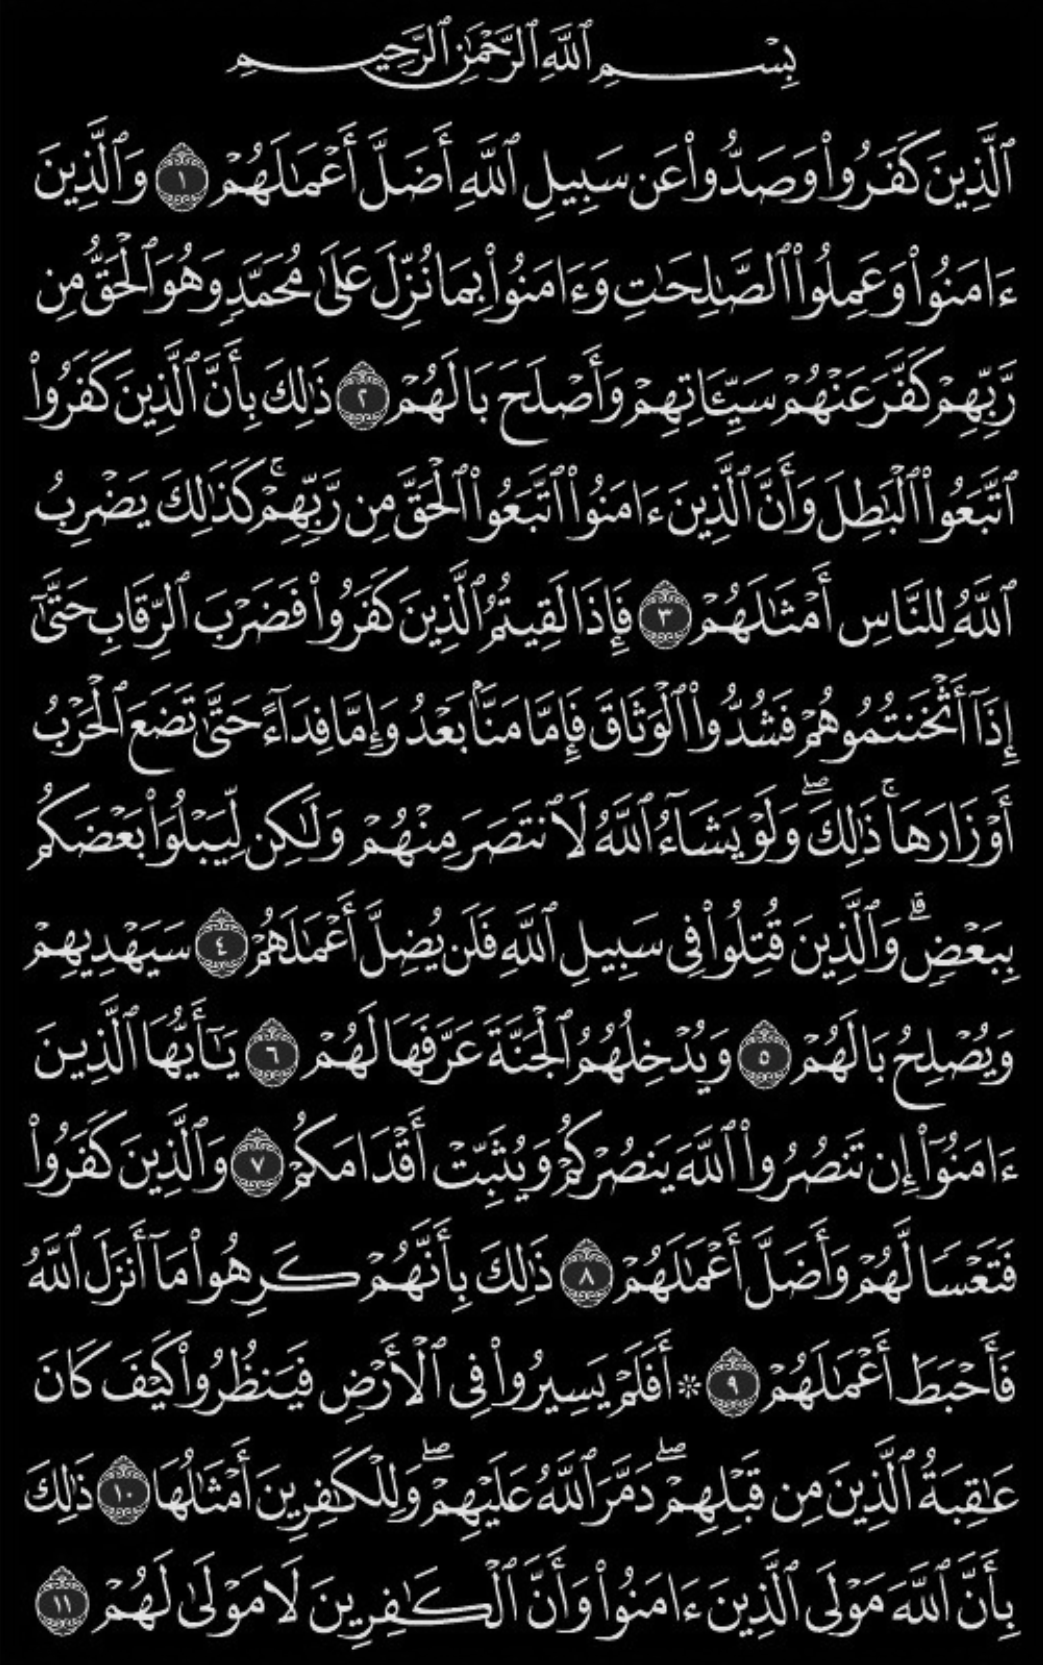 بِسْمِ ٱللَّهِ ٱلرَّحْمَٰنِ ٱلرَّحِيمِ
ٱلَّذِينَ كَفَرُوا۟ وَصَدُّوا۟ عَن سَبِيلِ ٱللَّهِ أَضَلَّ أَعْمَٰلَهُمْ ١ وَٱلَّذِينَ
ءَامَنُوا۟ وَعَمِلُوا۟ ٱلصَّٰلِحَٰتِ وَءَامَنُوا۟ بِمَا نُزِّلَ عَلَىٰ مُحَمَّدٍ وَهُوَ ٱلْحَقُّ مِن
رَّبِّهِمْ كَفَّرَ عَنْهُمْ سَيِّـَٔاتِهِمْ وَأَصْلَحَ بَالَهُمْ ٢ ذَٰلِكَ بِأَنَّ ٱلَّذِينَ كَفَرُوا۟
ٱتَّبَعُوا۟ ٱلْبَٰطِلَ وَأَنَّ ٱلَّذِينَ ءَامَنُوا۟ ٱتَّبَعُوا۟ ٱلْحَقَّ مِن رَّبِّهِمْ ۚ كَذَٰلِكَ يَضْرِبُ
ٱللَّهُ لِلنَّاسِ أَمْثَٰلَهُمْ ٣ فَإِذَا لَقِيتُمُ ٱلَّذِينَ كَفَرُوا۟ فَضَرْبَ ٱلرِّقَابِ حَتَّىٰٓ
إِذَآ أَثْخَنتُمُوهُمْ فَشُدُّوا۟ ٱلْوَثَاقَ فَإِمَّا مَنًّۢا بَعْدُ وَإِمَّا فِدَآءً حَتَّىٰ تَضَعَ ٱلْحَرْبُ
أَوْزَارَهَا ۚ ذَٰلِكَ ۖ وَلَوْ يَشَآءُ ٱللَّهُ لَٱنتَصَرَ مِنْهُمْ وَلَٰكِن لِّيَبْلُوَا۟ بَعْضَكُم
بِبَعْضٍ ۗ وَٱلَّذِينَ قُتِلُوا۟ فِى سَبِيلِ ٱللَّهِ فَلَن يُضِلَّ أَعْمَٰلَهُمْ ٤ سَيَهْدِيهِمْ
وَيُصْلِحُ بَالَهُمْ ٥ وَيُدْخِلُهُمُ ٱلْجَنَّةَ عَرَّفَهَا لَهُمْ ٦ يَٰٓأَيُّهَا ٱلَّذِينَ
ءَامَنُوٓا۟ إِن تَنصُرُوا۟ ٱللَّهَ يَنصُرْكُمْ وَيُثَبِّتْ أَقْدَامَكُمْ ٧ وَٱلَّذِينَ كَفَرُوا۟
فَتَعْسًا لَّهُمْ وَأَضَلَّ أَعْمَٰلَهُمْ ٨ ذَٰلِكَ بِأَنَّهُمْ كَرِهُوا۟ مَآ أَنزَلَ ٱللَّهُ
فَأَحْبَطَ أَعْمَٰلَهُمْ ٩ ۞ أَفَلَمْ يَسِيرُوا۟ فِى ٱلْأَرْضِ فَيَنظُرُوا۟ كَيْفَ كَانَ
عَٰقِبَةُ ٱلَّذِينَ مِن قَبْلِهِمْ ۖ دَمَّرَ ٱللَّهُ عَلَيْهِمْ ۖ وَلِلْكَٰفِرِينَ أَمْثَٰلُهَا ١٠ ذَٰلِكَ
بِأَنَّ ٱللَّهَ مَوْلَى ٱلَّذِينَ ءَامَنُوا۟ وَأَنَّ ٱلْكَٰفِرِينَ لَا مَوْلَىٰ لَهُمْ ١١